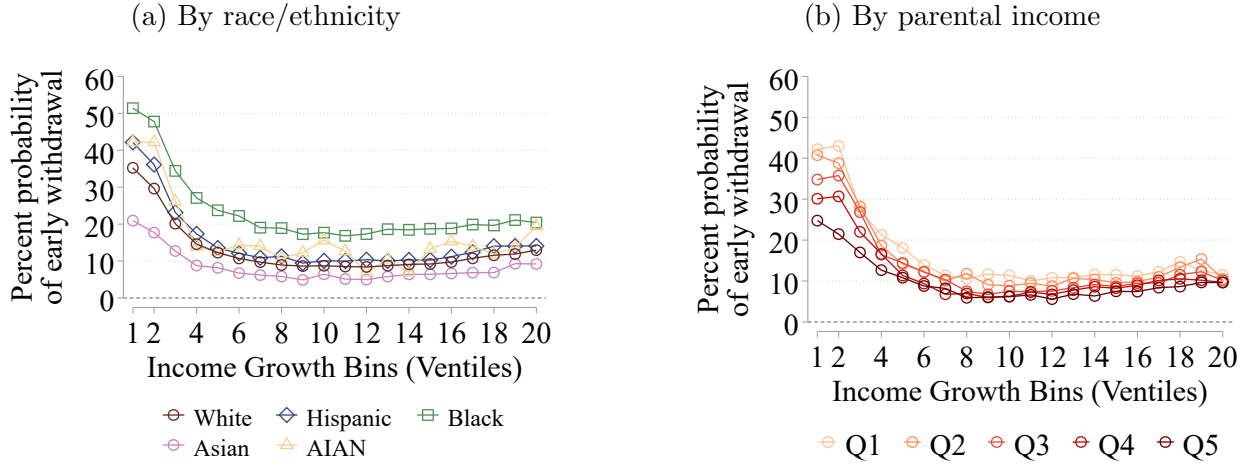 (a) By race/ethnicity
Percent probability
of early withdrawal
60
50
40
30
20
10
0
1 2 4 6 8 10 12 14 16 18 20
Income Growth Bins (Ventiles)
White Hispanic Black
Asian AIAN
(b) By parental income
Percent probability
of early withdrawal
60
50
40
30
20
10
0
1 2 4 6 8 10 12 14 16 18 20
Income Growth Bins (Ventiles)
Q1 Q2 Q3 Q4 Q5